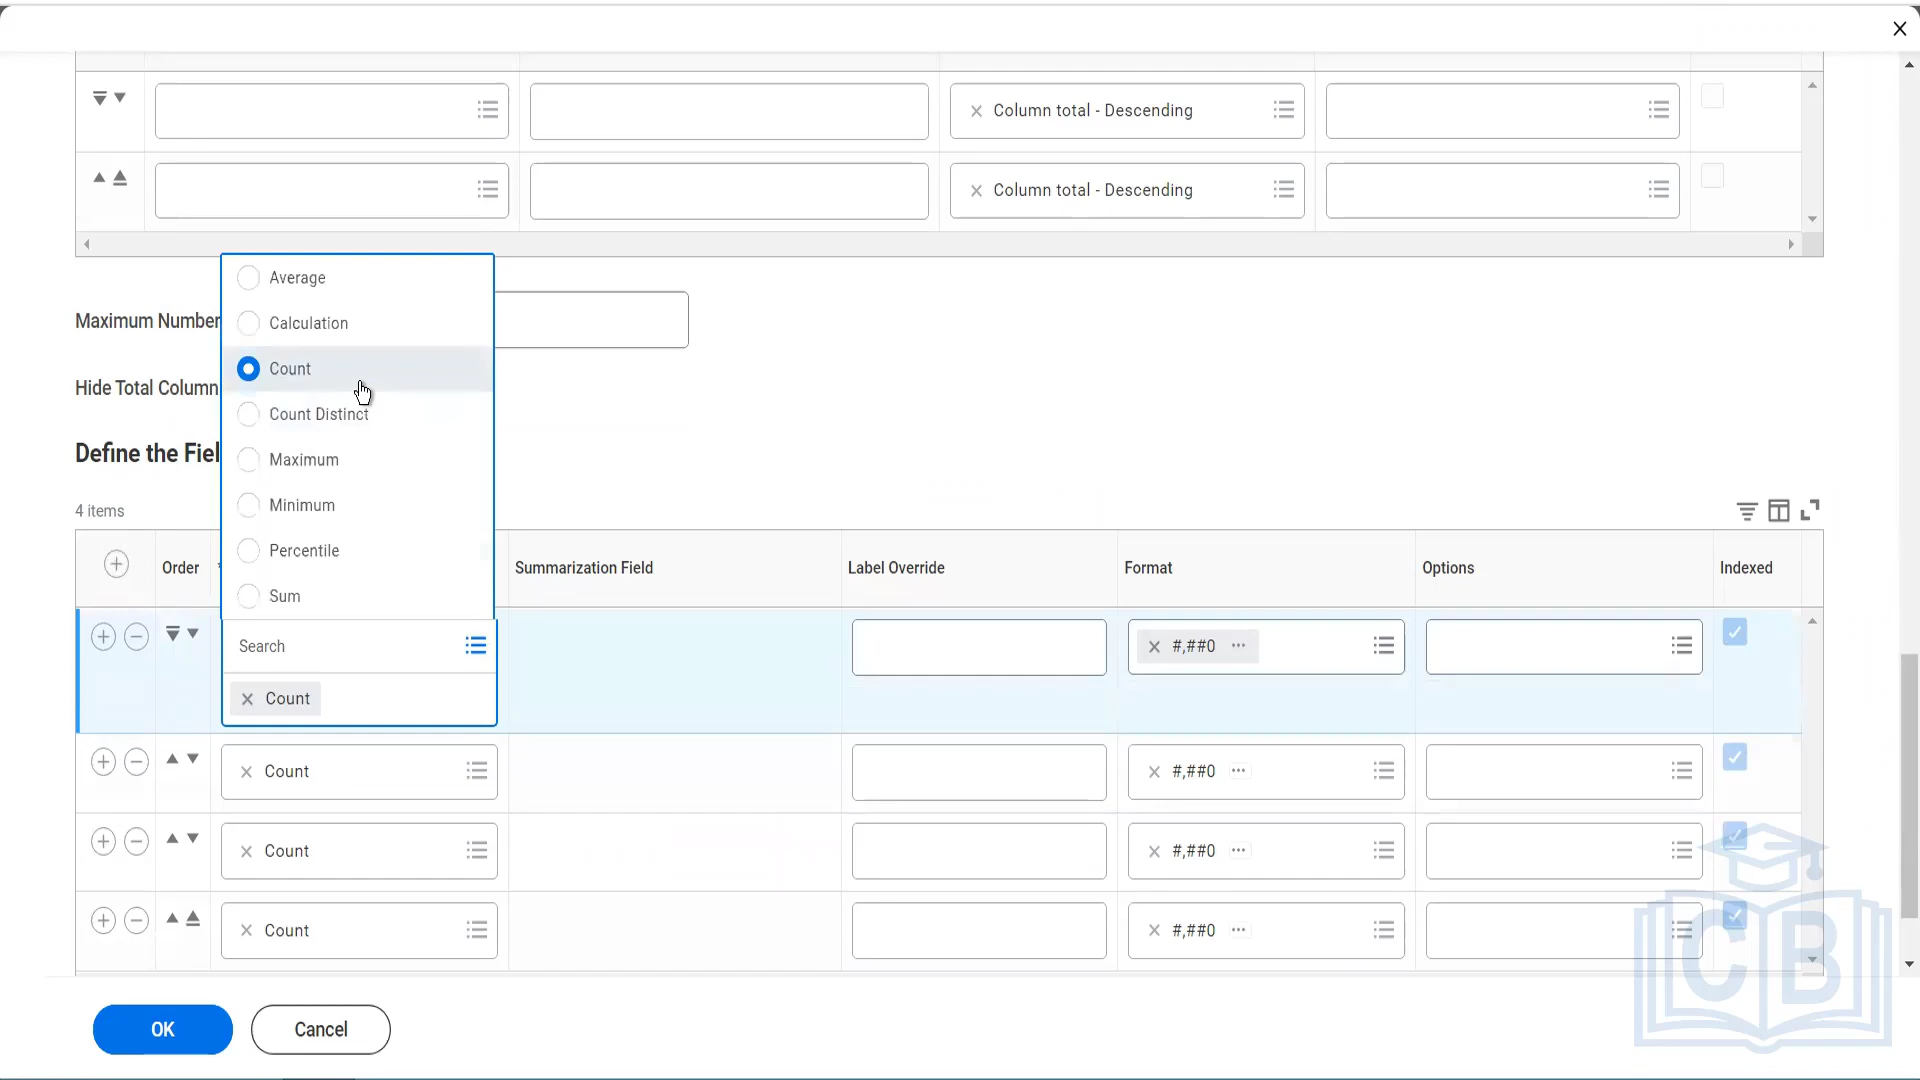 Column total - Descending
Column total - Descending
Average
Calculation
Maximum Number
Count
Hide Total Column
Count Distinct
Define the Fiel
Maximum
Minimum
4 items
Percentile
Order
Summarization Field
Label Override
Format
Options
Indexed
Sum
Search
#,##0
Count
Count
#,##0
Count
#,##0
Count
#,##0
CB
OK
Cancel